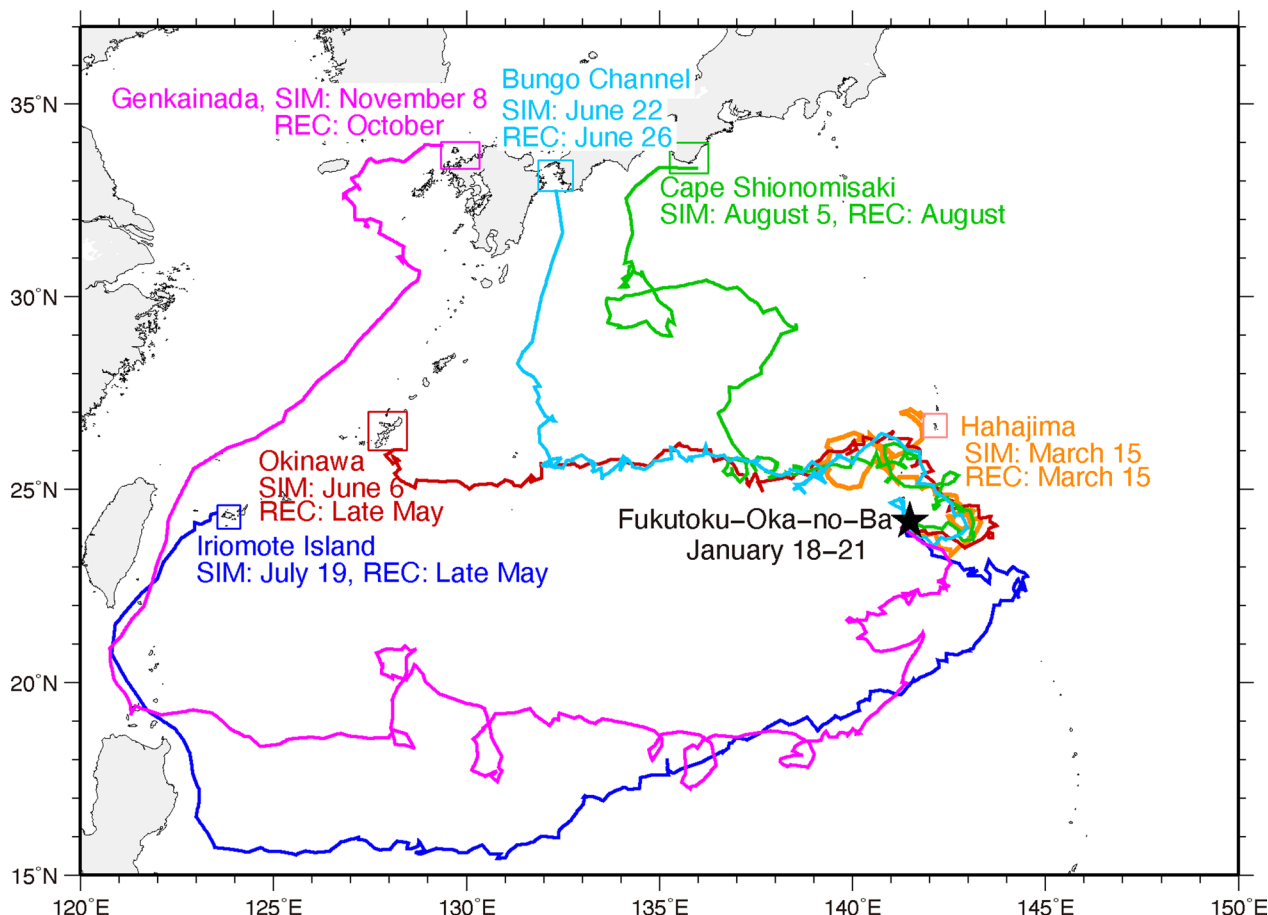 Bungo Channel
SIM: June 22
REC: June 26
Genkainada, SIM: November 8
REC: October
Cape Shionomisaki
SIM: August 5, REC: August
Hahajima
SIM: March 15
REC: March 15
Okinawa
SIM: June 6
REC: Late May
Fukutoku−Oka−no−Ba
January 18−21
Iriomote Island
SIM: July 19, REC: Late May
35˚N
30˚N
25˚N
20˚N
15˚N
120˚E
125˚E
130˚E
135˚E
140˚E
145˚E
150˚E